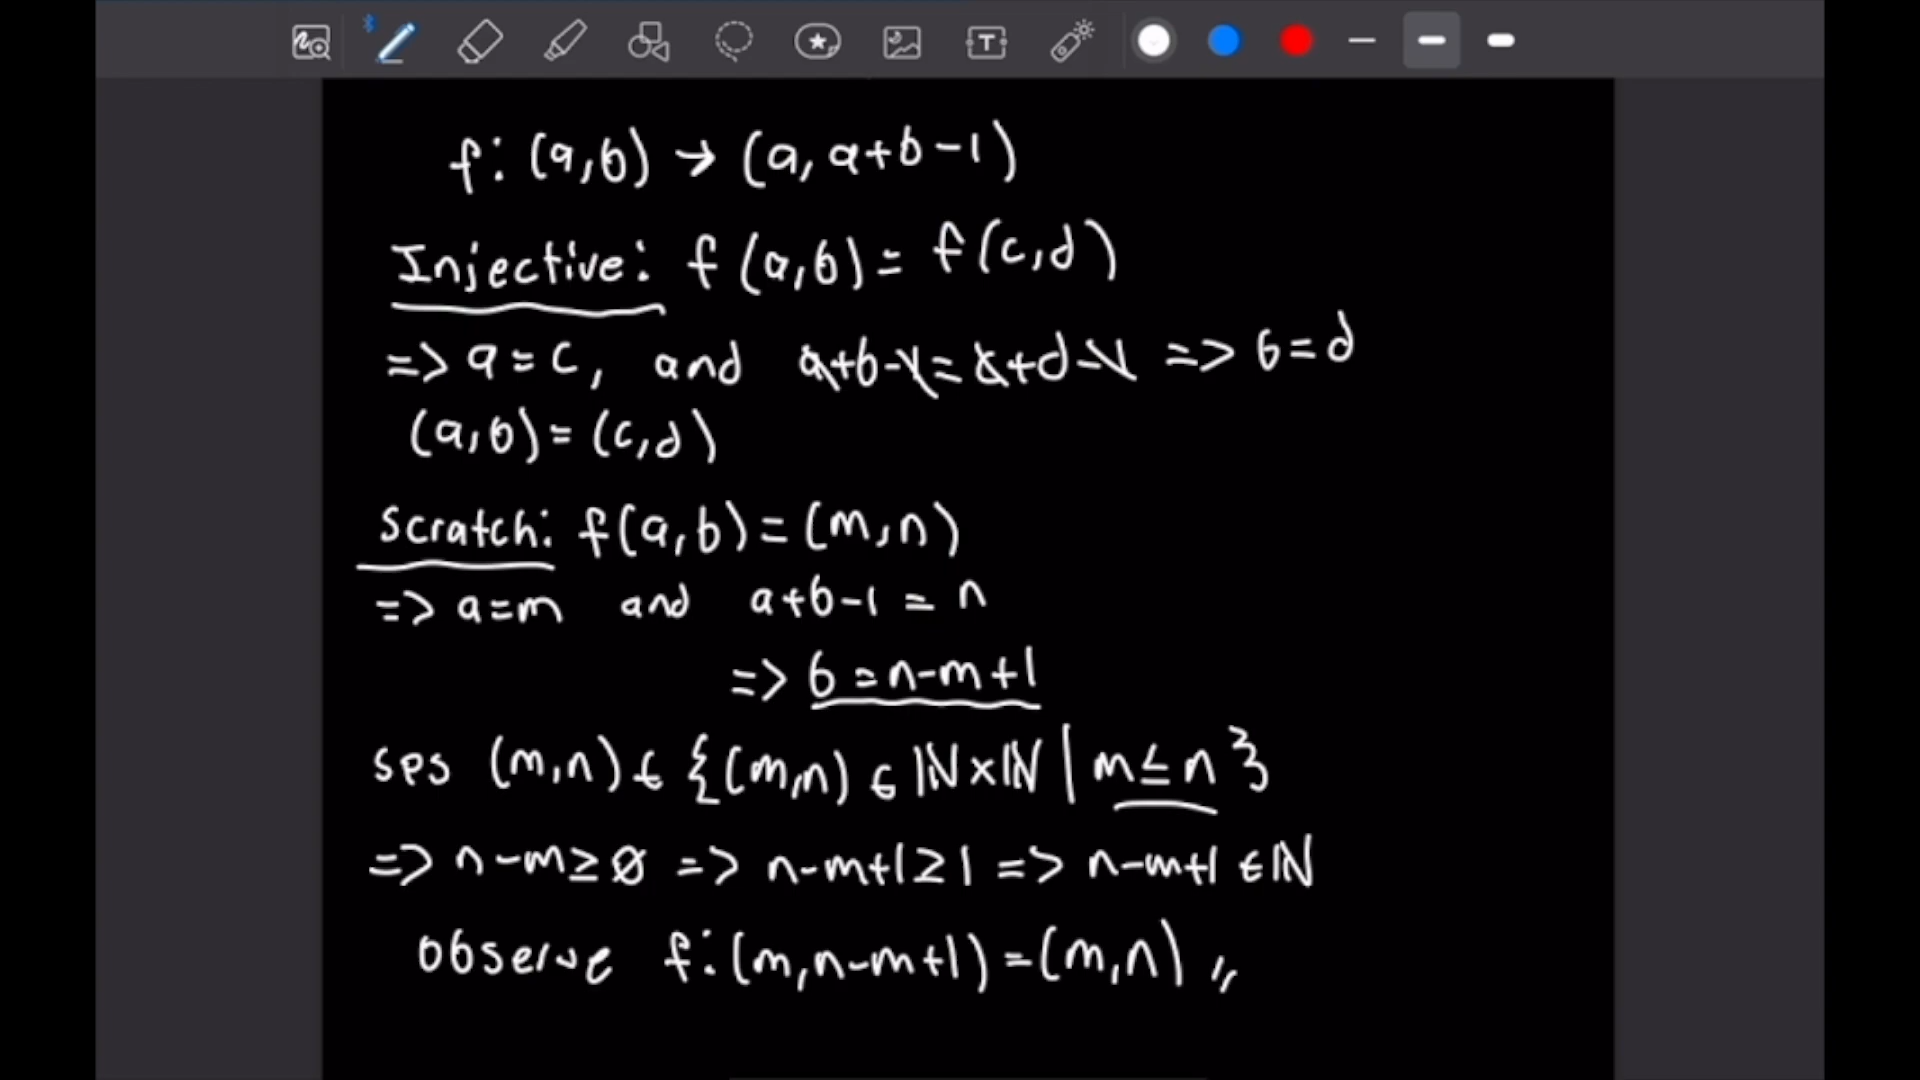 f: (a,b) → (a, a+b-1)
Injective: f(a,b) = f(c,d)
=> a=c, and a+b-1=a+d-1 => b=d
(a,b) = (c,d)
Scratch: f(a,b) = (m,n)
=> a=m and a+b-1 = n
=> b=n-m+1
sps (m,n) ∈ {(m,n) ∈ ℕ×ℕ | m≤n}
=> n-m≥0 => n-m+1≥1 => n-m+1 ∈ ℕ
observe f:(m,n-m+1)=(m,n) //